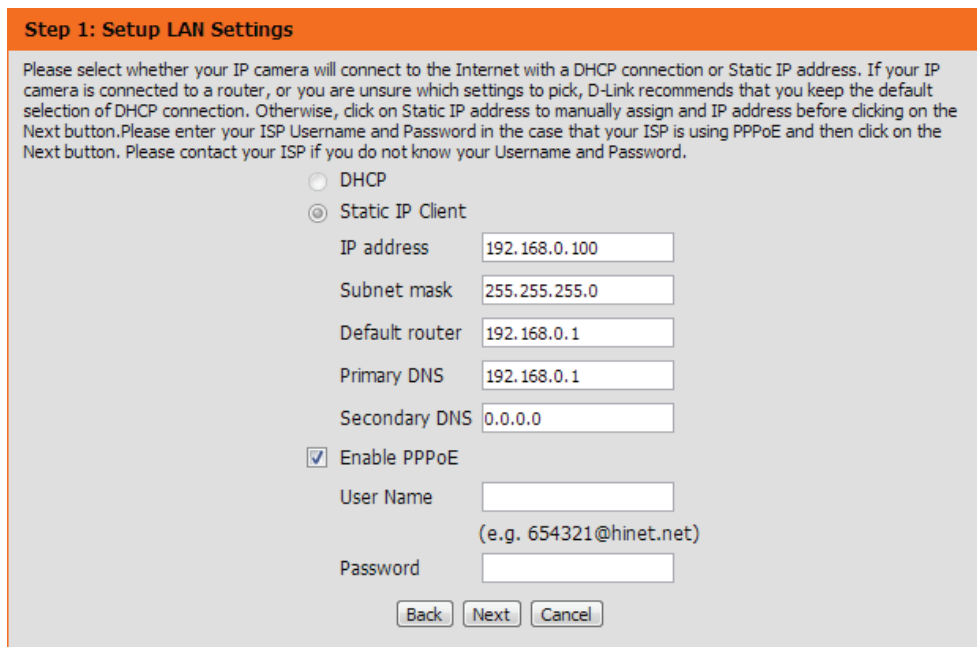 Step 1: Setup LAN Settings
Please select whether your IP camera will connect to the Internet with a DHCP connection or Static IP address. If your IP
camera is connected to a router, or you are unsure which settings to pick, D-Link recommends that you keep the default
selection of DHCP connection. Otherwise, click on Static IP address to manually assign and IP address before clicking on the
Next button.Please enter your ISP Username and Password in the case that your ISP is using PPPoE and then click on the
Next button. Please contact your ISP if you do not know your Username and Password.
DHCP
Static IP Client
IP address 192.168.0.100
Subnet mask 255.255.255.0
Default router 192.168.0.1
Primary DNS 192.168.0.1
Secondary DNS 0.0.0.0
Enable PPPoE
User Name
(e.g. 654321@hinet.net)
Password
Back Next Cancel